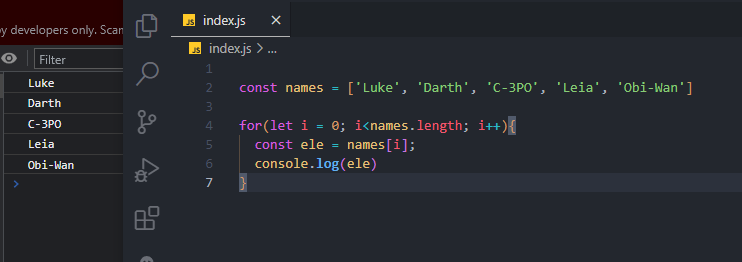 by developers only. Scam
Filter
Luke
Darth
C-3PO
Leia
Obi-Wan
>
JS index.js ×
JS index.js > ...
1
2 const names = ['Luke', 'Darth', 'C-3PO', 'Leia', 'Obi-Wan']
3
4 for(let i = 0; i<names.length; i++){
5 const ele = names[i];
6 console.log(ele)
7 }